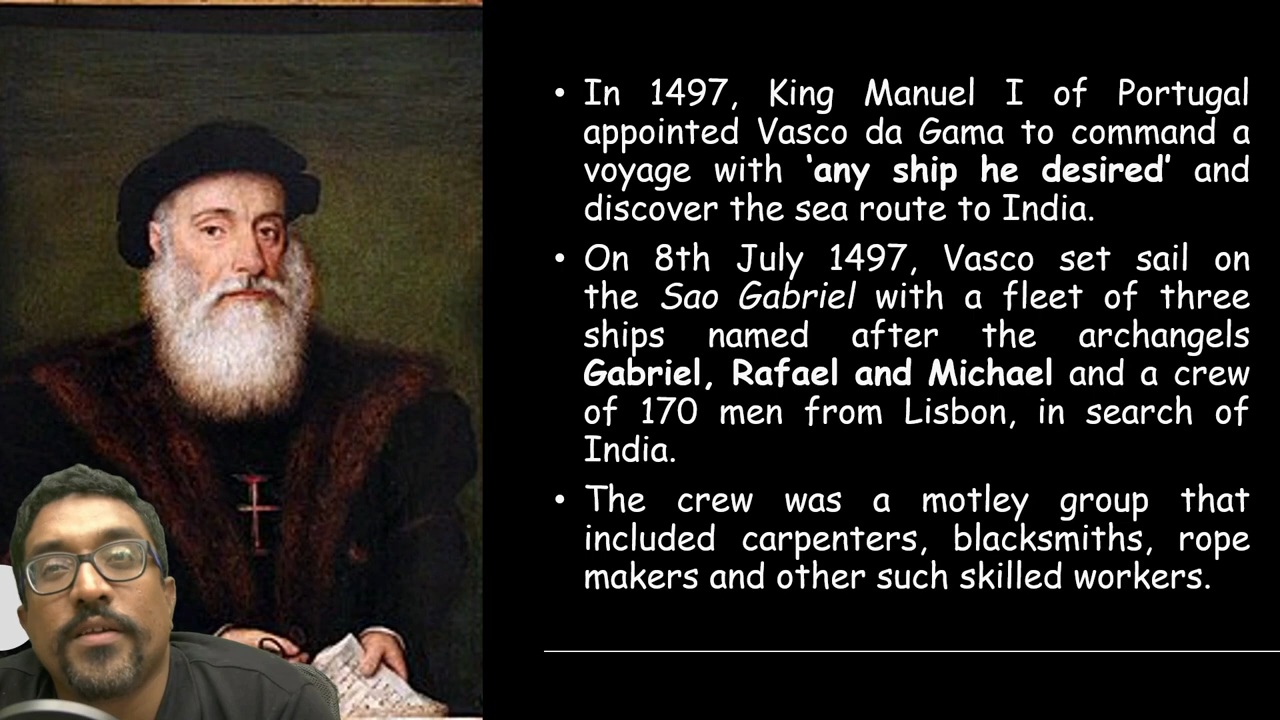 • In 1497, King Manuel I of Portugal
appointed Vasco da Gama to command a
voyage with ‘any ship he desired’ and
discover the sea route to India.
• On 8th July 1497, Vasco set sail on
the Sao Gabriel with a fleet of three
ships named after the archangels
Gabriel, Rafael and Michael and a crew
of 170 men from Lisbon, in search of
India.
• The crew was a motley group that
included carpenters, blacksmiths, rope
makers and other such skilled workers.